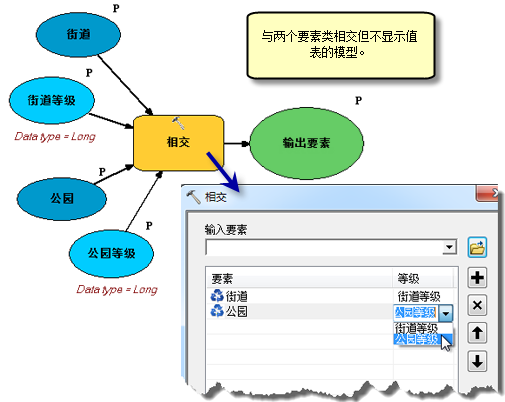 P
街道
与两个要素类相交但不显示值
表的模型。
P
街道等级
Data type = Long
P
相交
输出要素
P
公园
P
公园等级
Data type = Long
相交
输入要素
要素 等级
街道 街道等级
公园 公园等级
街道等级
公园等级